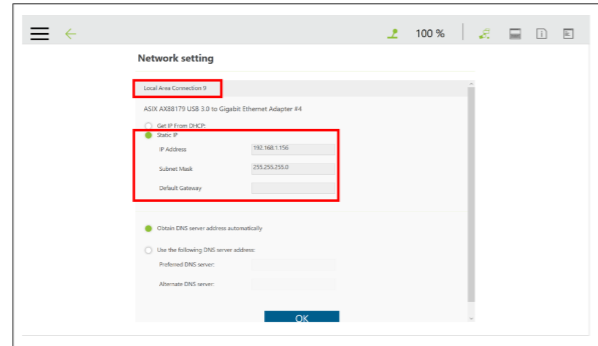 100 %
Network setting
Local Area Connection 9
ASIX AX88179 USB 3.0 to Gigabit Ethernet Adapter #4
Get IP From DHCP:
Static IP
IP Address 192.168.1.156
Subnet Mask 255.255.255.0
Default Gateway
Obtain DNS server address automatically
Use the following DNS server address:
Preferred DNS server:
Alternate DNS server:
OK